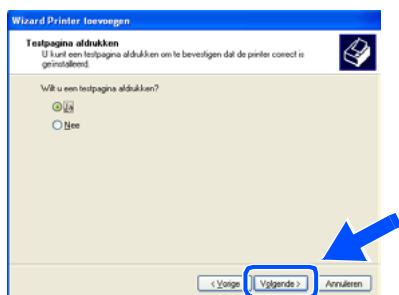 Wizard Printer toevoegen
Testpagina afdrukken
U kunt een testpagina afdrukken om te bevestigen dat de printer correct is
geïnstalleerd.
Wilt u een testpagina afdrukken?
Ja
Nee
< Vorige
Volgende >
Annuleren